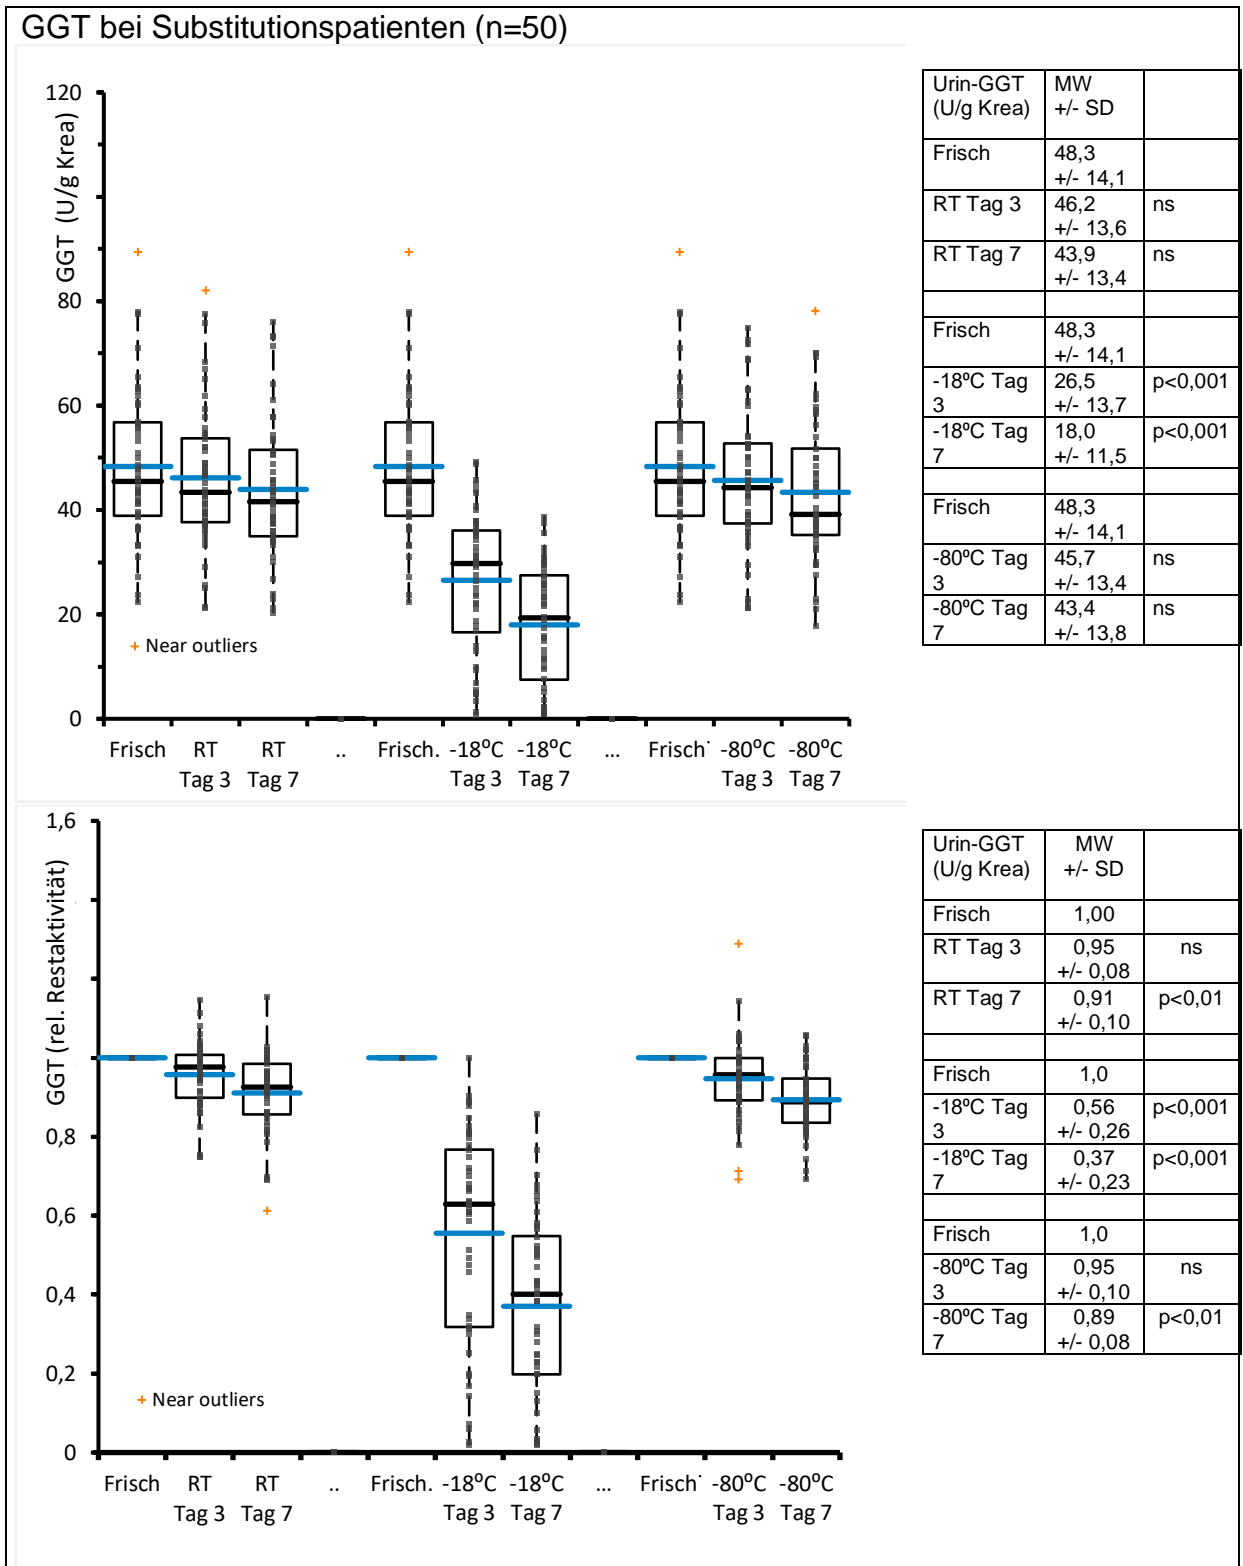 GGT bei Substitutionspatienten (n=50)
GGT (U/g Krea)
120
80
60
40
20
0
+ Near outliers
Frisch RT RT .. Frisch. -18ºC -18ºC ... Frisch˙ -80ºC -80ºC
Tag 3 Tag 7 Tag 3 Tag 7 Tag 3 Tag 7
Urin-GGT MW
(U/g Krea) +/- SD
Frisch 48,3
+/- 14,1
RT Tag 3 46,2 ns
+/- 13,6
RT Tag 7 43,9 ns
+/- 13,4
Frisch 48,3
+/- 14,1
-18ºC Tag 26,5 p<0,001
3 +/- 13,7
-18ºC Tag 18,0 p<0,001
7 +/- 11,5
Frisch 48,3
+/- 14,1
-80ºC Tag 45,7 ns
3 +/- 13,4
-80ºC Tag 43,4 ns
7 +/- 13,8
GGT (rel. Restaktivität)
1,6
0,8
0,6
0,4
0,2
0
+ Near outliers
Frisch RT RT .. Frisch. -18ºC -18ºC ... Frisch˙ -80ºC -80ºC
Tag 3 Tag 7 Tag 3 Tag 7 Tag 3 Tag 7
Urin-GGT MW
(U/g Krea) +/- SD
Frisch 1,00
RT Tag 3 0,95 ns
+/- 0,08
RT Tag 7 0,91 p<0,01
+/- 0,10
Frisch 1,0
-18ºC Tag 0,56 p<0,001
3 +/- 0,26
-18ºC Tag 0,37 p<0,001
7 +/- 0,23
Frisch 1,0
-80ºC Tag 0,95 ns
3 +/- 0,10
-80ºC Tag 0,89 p<0,01
7 +/- 0,08